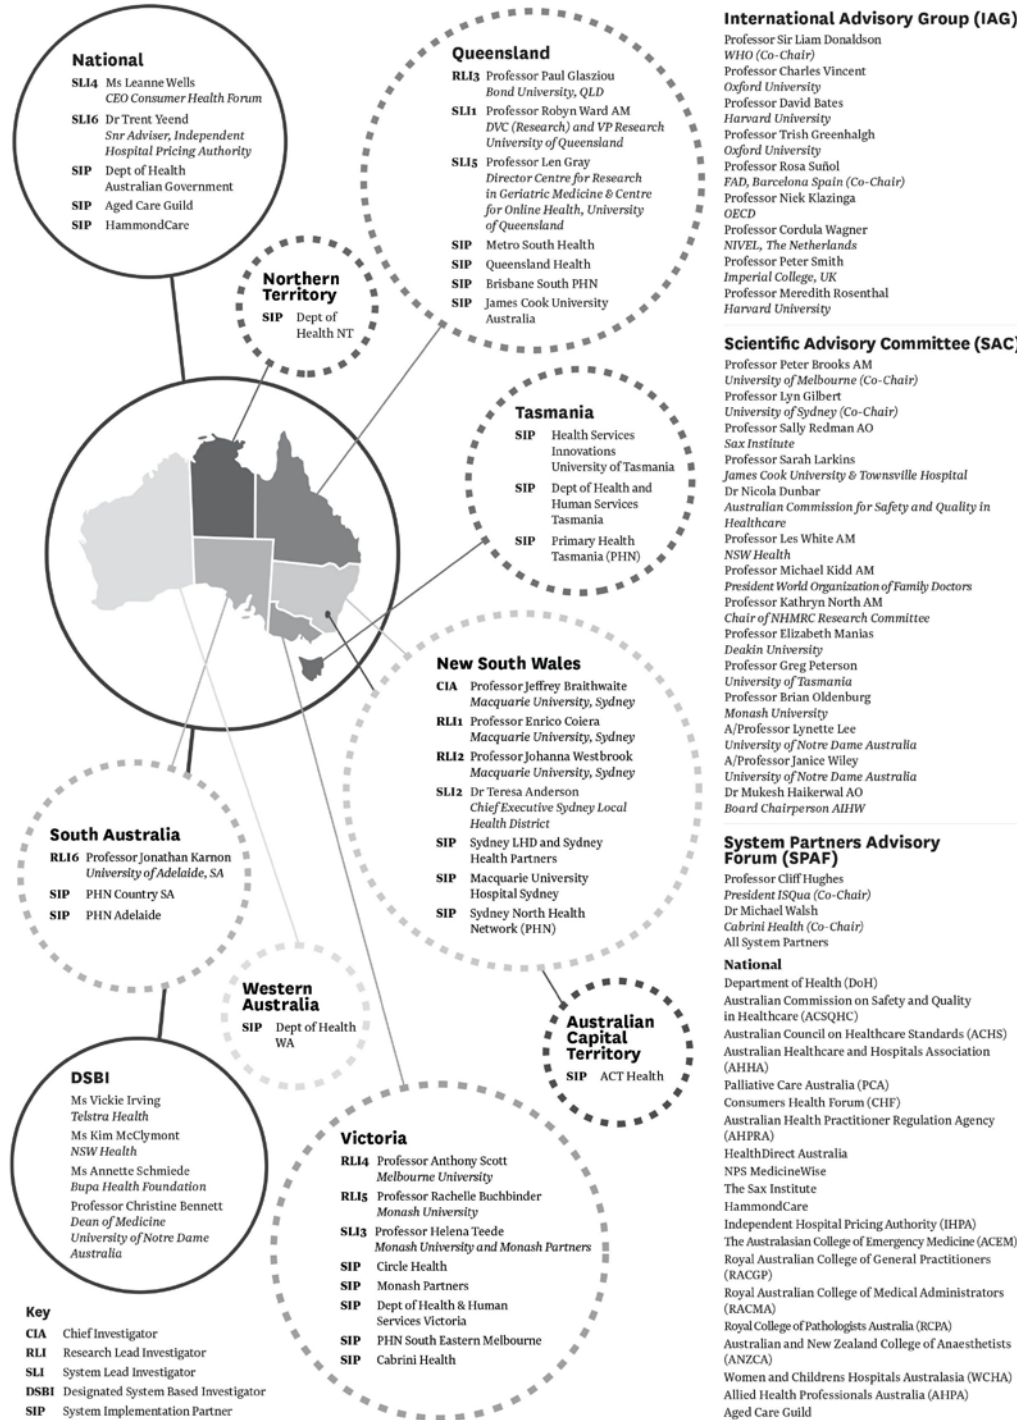 National
SLI4 Ms Leanne Wells
CEO Consumer Health Forum
SLI6 Dr Trent Yeend
Snr Adviser, Independent
Hospital Pricing Authority
SIP Dept of Health
Australian Government
SIP Aged Care Guild
SIP HammondCare
Queensland
RLI3 Professor Paul Glasziou
Bond University, QLD
SLI1 Professor Robyn Ward AM
DVC (Research) and VP Research
University of Queensland
SLI5 Professor Len Gray
Director Centre for Research
in Geriatric Medicine & Centre
for Online Health, University
of Queensland
SIP Metro South Health
SIP Queensland Health
SIP Brisbane South PHN
SIP James Cook University
Australia
Northern
Territory
SIP Dept of
Health NT
Tasmania
SIP Health Services
Innovations
University of Tasmania
SIP Dept of Health and
Human Services
Tasmania
SIP Primary Health
Tasmania (PHN)
New South Wales
CIA Professor Jeffrey Braithwaite
Macquarie University, Sydney
RLI1 Professor Enrico Coiera
Macquarie University, Sydney
RLI2 Professor Johanna Westbrook
Macquarie University, Sydney
SLI2 Dr Teresa Anderson
Chief Executive Sydney Local
Health District
SIP Sydney LHD and Sydney
Health Partners
SIP Macquarie University
Hospital Sydney
SIP Sydney North Health
Network (PHN)
South Australia
RLI6 Professor Jonathan Karnon
University of Adelaide, SA
SIP PHN Country SA
SIP PHN Adelaide
Western
Australia
SIP Dept of Health
WA
Australian
Capital
Territory
SIP ACT Health
DSBI
Ms Vickie Irving
Telstra Health
Ms Kim McClymont
NSW Health
Ms Annette Schmiede
Bupa Health Foundation
Professor Christine Bennett
Dean of Medicine
University of Notre Dame
Australia
Victoria
RLI4 Professor Anthony Scott
Melbourne University
RLI5 Professor Rachelle Buchbinder
Monash University
SLI3 Professor Helena Teede
Monash University and Monash Partners
SIP Circle Health
SIP Monash Partners
SIP Dept of Health & Human
Services Victoria
SIP PHN South Eastern Melbourne
SIP Cabrini Health
Key
CIA Chief Investigator
RLI Research Lead Investigator
SLI System Lead Investigator
DSBI Designated System Based Investigator
SIP System Implementation Partner
International Advisory Group (IAG)
Professor Sir Liam Donaldson
WHO (Co-Chair)
Professor Charles Vincent
Oxford University
Professor David Bates
Harvard University
Professor Trish Greenhalgh
Oxford University
Professor Rosa Suñol
FAD, Barcelona Spain (Co-Chair)
Professor Niek Klazinga
OECD
Professor Cordula Wagner
NIVEL, The Netherlands
Professor Peter Smith
Imperial College, UK
Professor Meredith Rosenthal
Harvard University
Scientific Advisory Committee (SAC)
Professor Peter Brooks AM
University of Melbourne (Co-Chair)
Professor Lyn Gilbert
University of Sydney (Co-Chair)
Professor Sally Redman AO
Sax Institute
Professor Sarah Larkins
James Cook University & Townsville Hospital
Dr Nicola Dunbar
Australian Commission for Safety and Quality in
Healthcare
Professor Les White AM
NSW Health
Professor Michael Kidd AM
President World Organization of Family Doctors
Professor Kathryn North AM
Chair of NHMRC Research Committee
Professor Elizabeth Manias
Deakin University
Professor Greg Peterson
University of Tasmania
Professor Brian Oldenburg
Monash University
A/Professor Lynette Lee
University of Notre Dame Australia
A/Professor Janice Wiley
University of Notre Dame Australia
Dr Mukesh Haikerwal AO
Board Chairperson AIHW
System Partners Advisory
Forum (SPAF)
Professor Cliff Hughes
President ISQua (Co-Chair)
Dr Michael Walsh
Cabrini Health (Co-Chair)
All System Partners
National
Department of Health (DoH)
Australian Commission on Safety and Quality
in Healthcare (ACSQHC)
Australian Council on Healthcare Standards (ACHS)
Australian Healthcare and Hospitals Association
(AHHA)
Palliative Care Australia (PCA)
Consumers Health Forum (CHF)
Australian Health Practitioner Regulation Agency
(AHPRA)
HealthDirect Australia
NPS MedicineWise
The Sax Institute
HammondCare
Independent Hospital Pricing Authority (IHPA)
The Australasian College of Emergency Medicine (ACEM)
Royal Australian College of General Practitioners
(RACGP)
Royal Australian College of Medical Administrators
(RACMA)
Royal College of Pathologists Australia (RCPA)
Australian and New Zealand College of Anaesthetists
(ANZCA)
Women and Childrens Hospitals Australasia (WCHA)
Allied Health Professionals Australia (AHPA)
Aged Care Guild